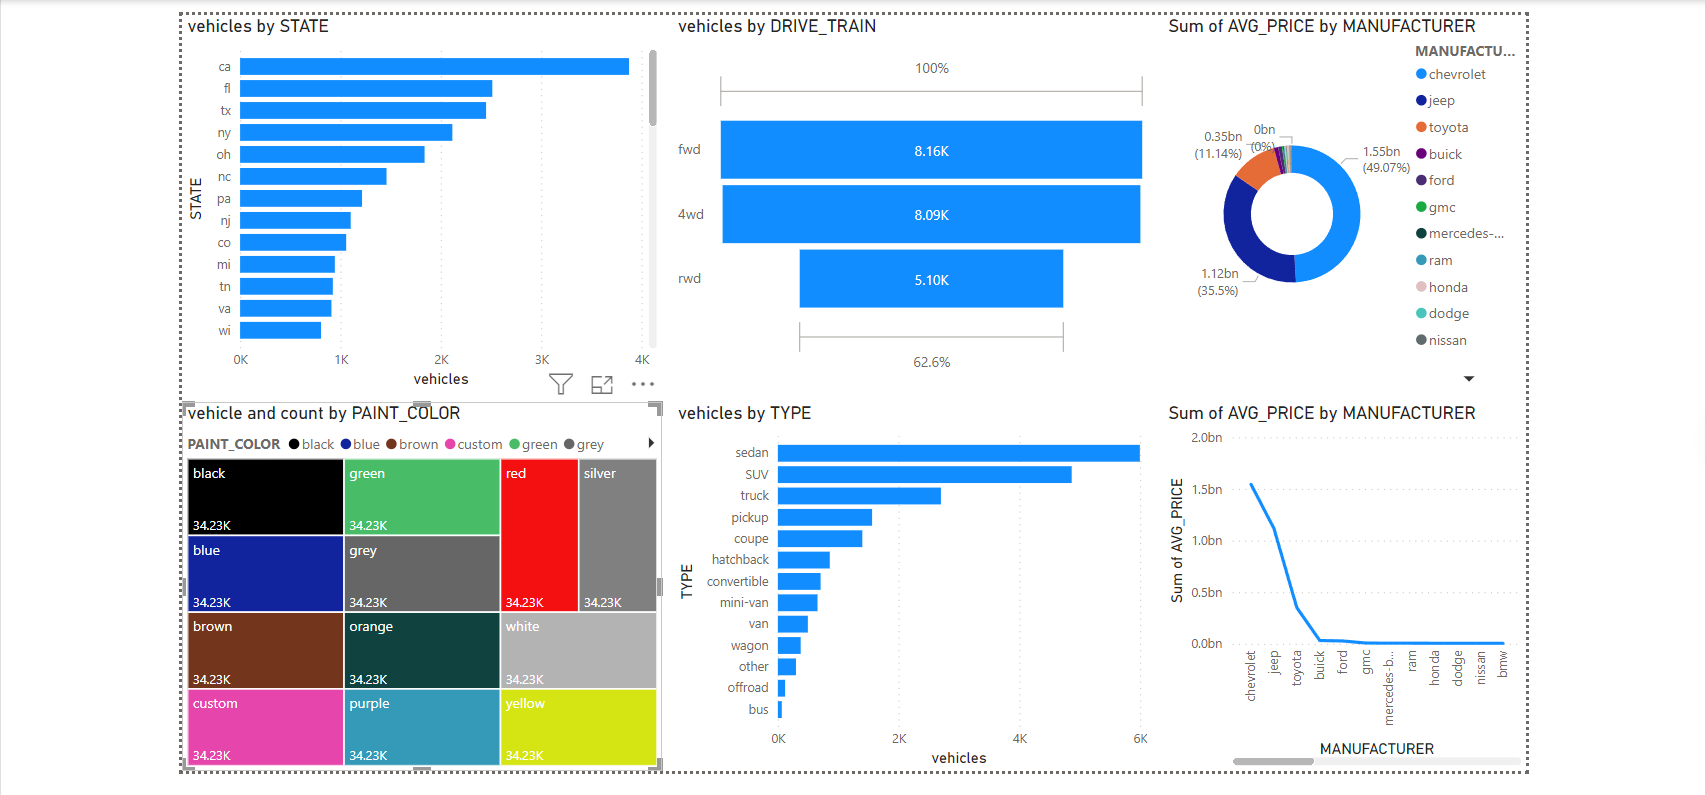 vehicles by STATE
STATE
ca
fl
tx
ny
oh
nc
pa
nj
co
mi
tn
va
wi
0K 1K 2K 3K 4K
vehicles
vehicles by DRIVE_TRAIN
100%
fwd 8.16K
4wd 8.09K
rwd 5.10K
62.6%
Sum of AVG_PRICE by MANUFACTURER
MANUFACTU...
chevrolet
jeep
toyota
buick
ford
gmc
mercedes-...
ram
honda
dodge
nissan
0bn
(0%)
0.35bn
(11.14%)
1.55bn
(49.07%)
1.12bn
(35.5%)
vehicle and count by PAINT_COLOR
PAINT_COLOR black blue brown custom green grey
black
34.23K
blue
34.23K
brown
34.23K
custom
34.23K
green
34.23K
grey
34.23K
orange
34.23K
purple
34.23K
red
34.23K
silver
34.23K
white
34.23K
yellow
34.23K
vehicles by TYPE
TYPE
sedan
SUV
truck
pickup
coupe
hatchback
convertible
mini-van
van
wagon
other
offroad
bus
0K 2K 4K 6K
vehicles
Sum of AVG_PRICE by MANUFACTURER
Sum of AVG_PRICE
2.0bn
1.5bn
1.0bn
0.5bn
0.0bn
chevrolet
jeep
toyota
buick
ford
gmc
mercedes-b...
ram
honda
dodge
nissan
bmw
MANUFACTURER